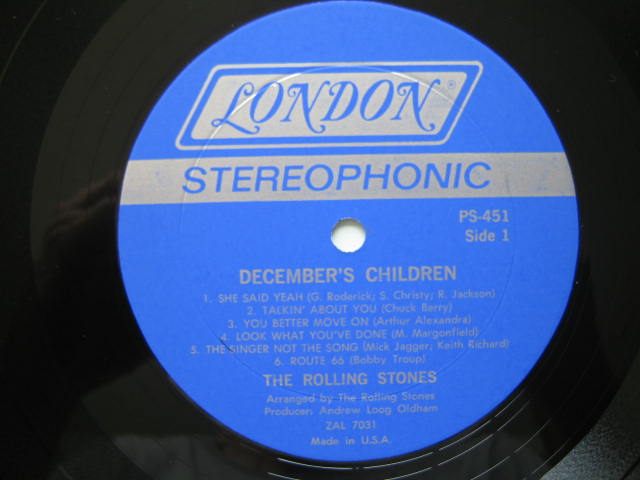 LONDON®
STEREOPHONIC
PS-451
Side 1
DECEMBER'S CHILDREN
1. SHE SAID YEAH (G. Roderick; S. Christy; R. Jackson)
2. TALKIN' ABOUT YOU (Chuck Berry)
3. YOU BETTER MOVE ON (Arthur Alexandra)
4. LOOK WHAT YOU'VE DONE (M. Margonfield)
5. THE SINGER NOT THE SONG (Mick Jagger; Keith Richard)
6. ROUTE 66 (Bobby Troup)
THE ROLLING STONES
Arranged by The Rolling Stones
Producer: Andrew Loog Oldham
ZAL 7031
Made in U.S.A.